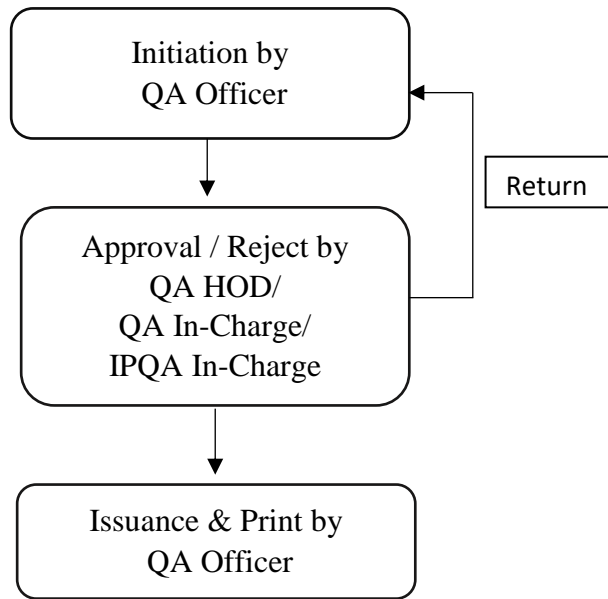 Initiation by
QA Officer
Return
Approval / Reject by
QA HOD/
QA In-Charge/
IPQA In-Charge
Issuance & Print by
QA Officer